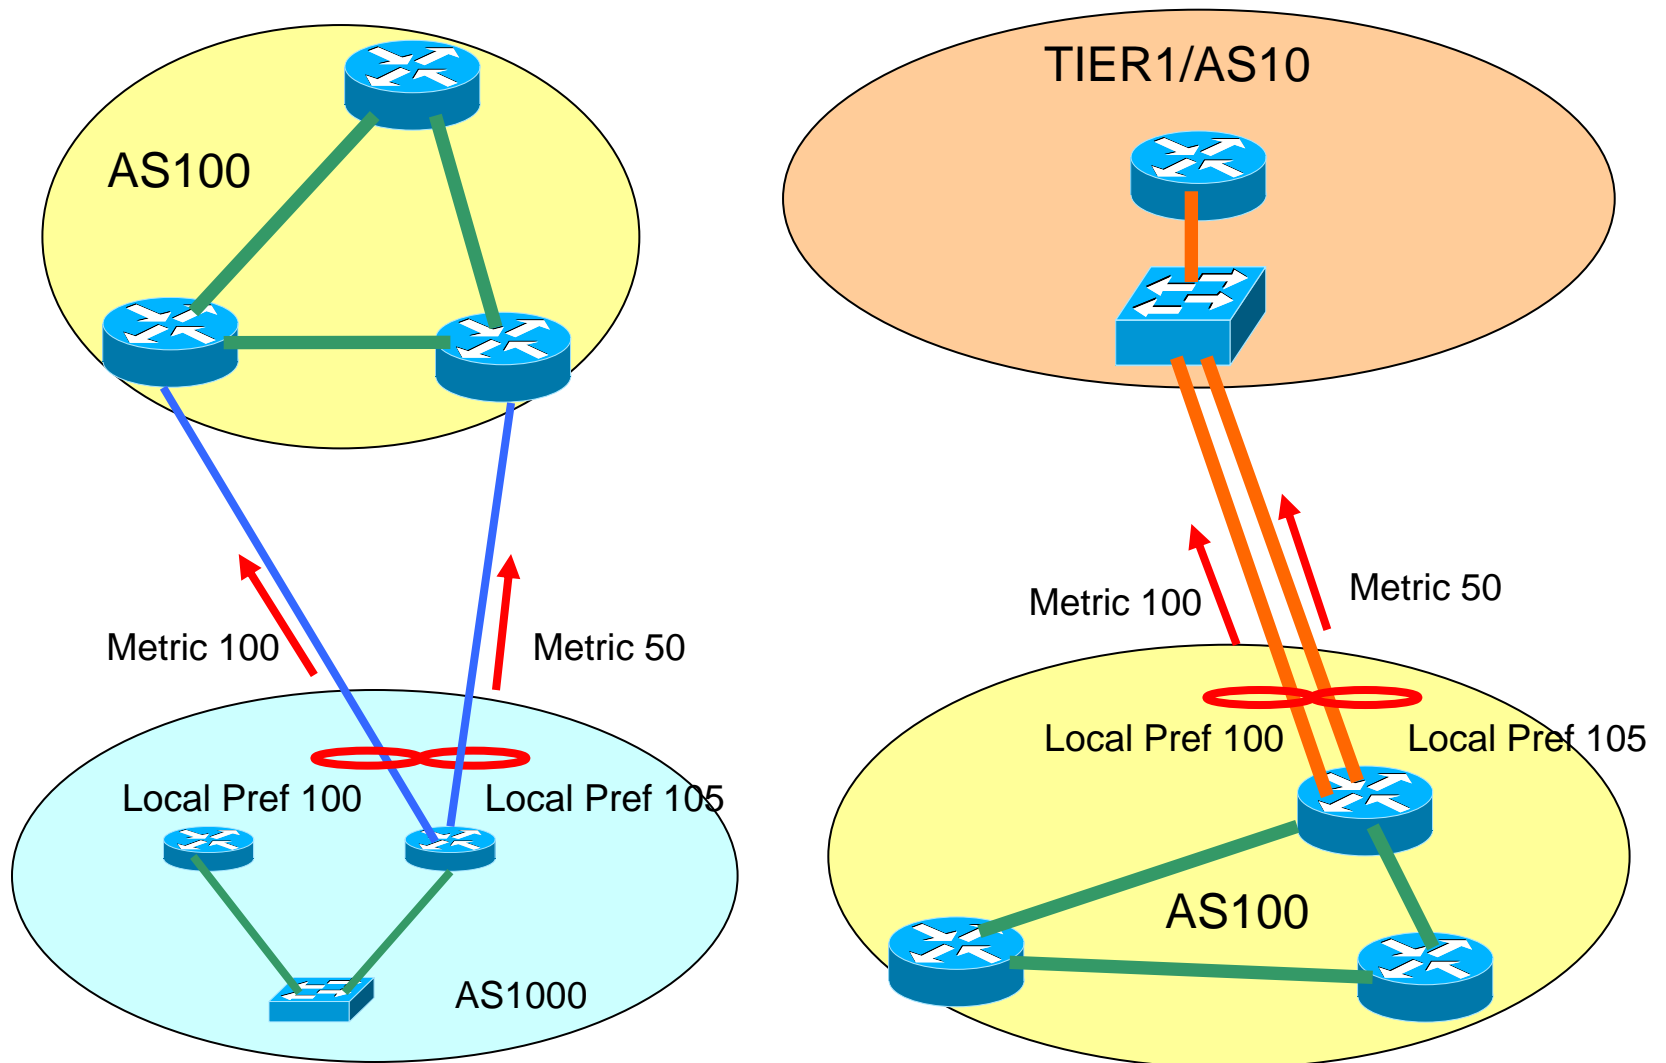 AS100
Metric 100
Metric 50
Local Pref 100
Local Pref 105
AS1000
TIER1/AS10
Metric 100
Metric 50
Local Pref 100
Local Pref 105
AS100